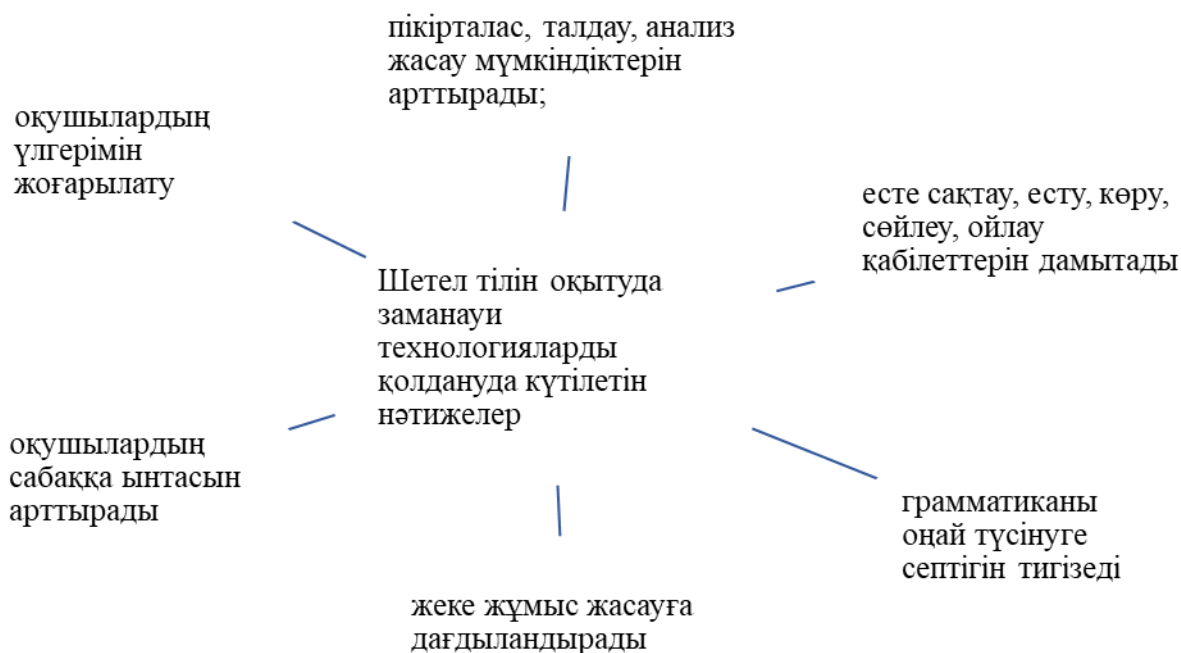 пікірталас, талдау, анализ
жасау мүмкіндіктерін
арттырады;
оқушылардың
үлгерімін
жоғарылату
есте сақтау, есту, көру,
сөйлеу, ойлау
қабілеттерін дамытады
Шетел тілін оқытуда
заманауи
технологияларды
қолдануда күтілетін
нәтижелер
оқушылардың
сабаққа ынтасын
арттырады
грамматиканы
оңай түсінуге
септігін тигізеді
жеке жұмыс жасауға
дағдыландырады